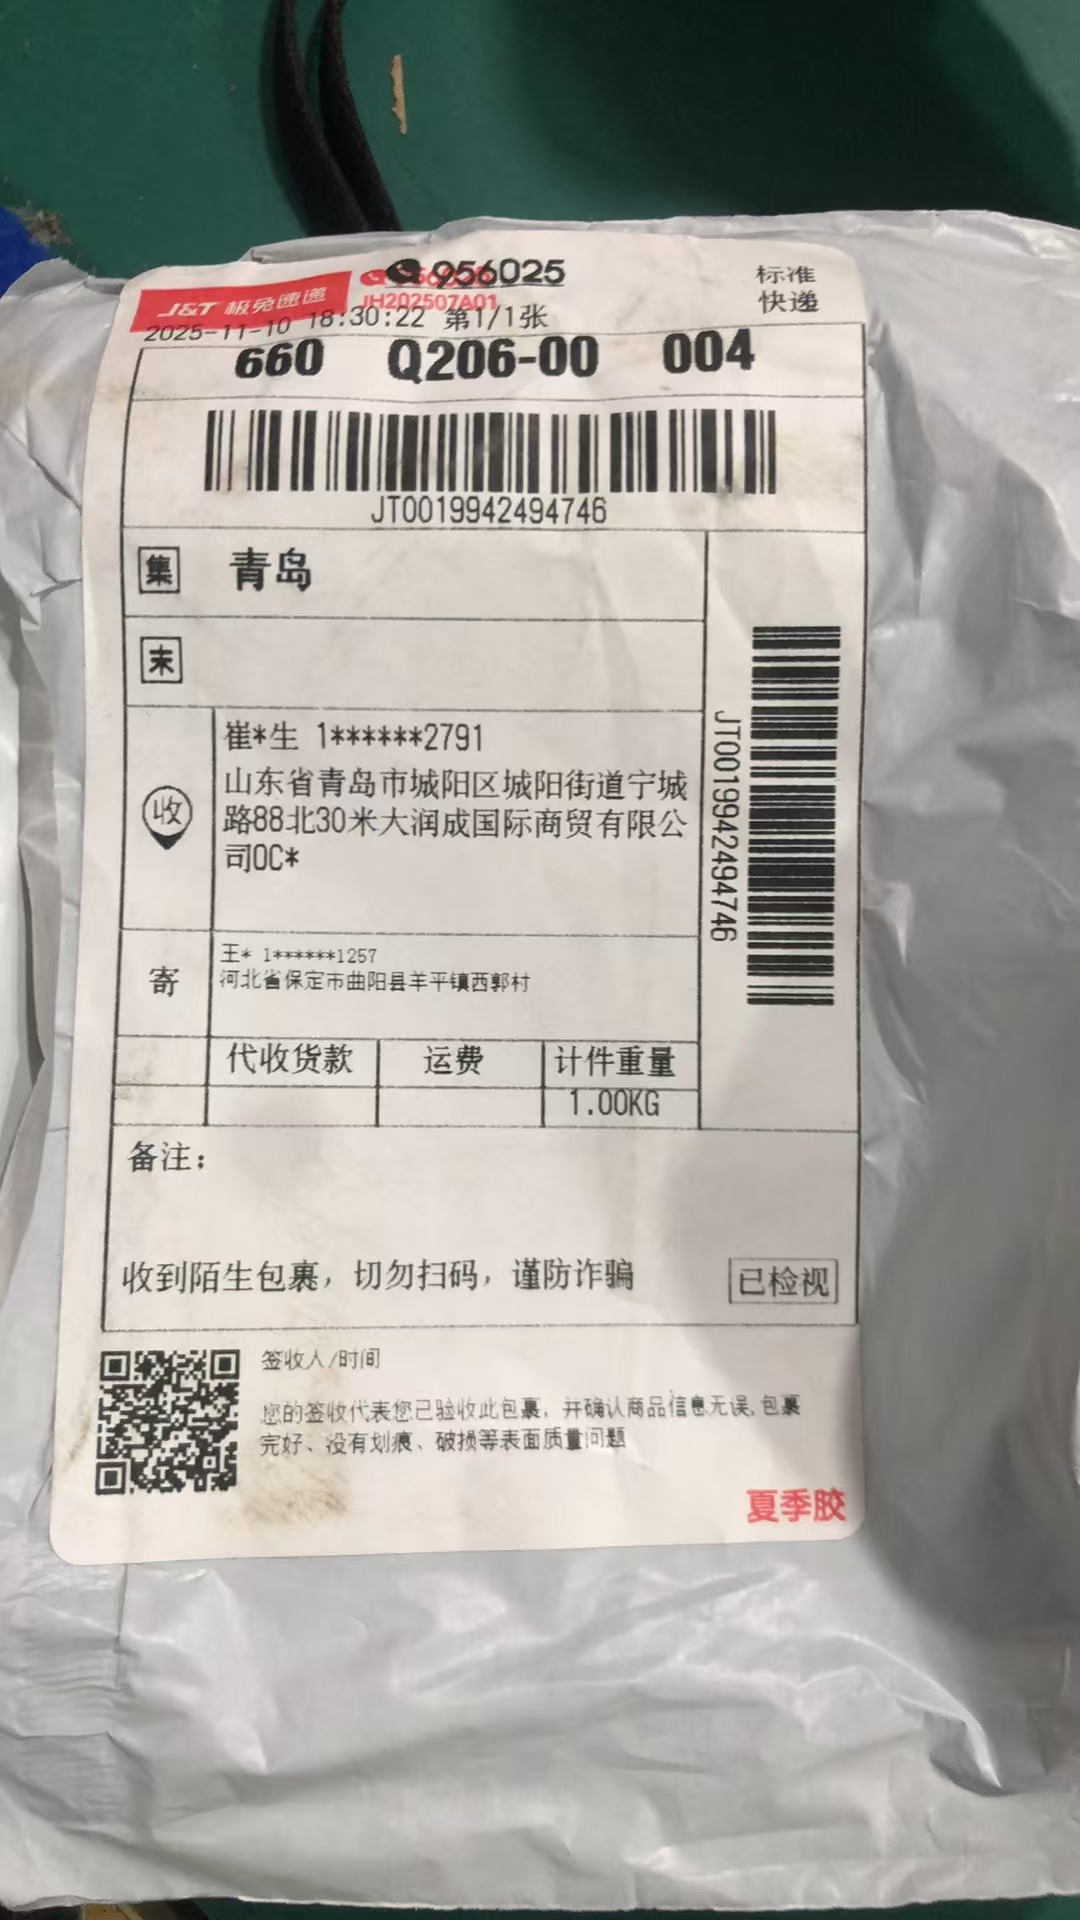 J&T 极兔速递
956025
JH202507A01
标准
快递
2025-11-10 18:30:22 第1/1张
660 Q206-00 004
JT0019942494746
集 青岛
末
收
崔*生 1******2791
山东省青岛市城阳区城阳街道宁城
路88北30米大润成国际商贸有限公
司OC*
JT0019942494746
寄
王* 1******1257
河北省保定市曲阳县羊平镇西郭村
代收货款 运费 计件重量
1.00KG
备注：
收到陌生包裹，切勿扫码，谨防诈骗
已检视
签收人/时间
您的签收代表您已验收此包裹，并确认商品信息无误,包裹
完好、没有划痕、破损等表面质量问题
夏季胶